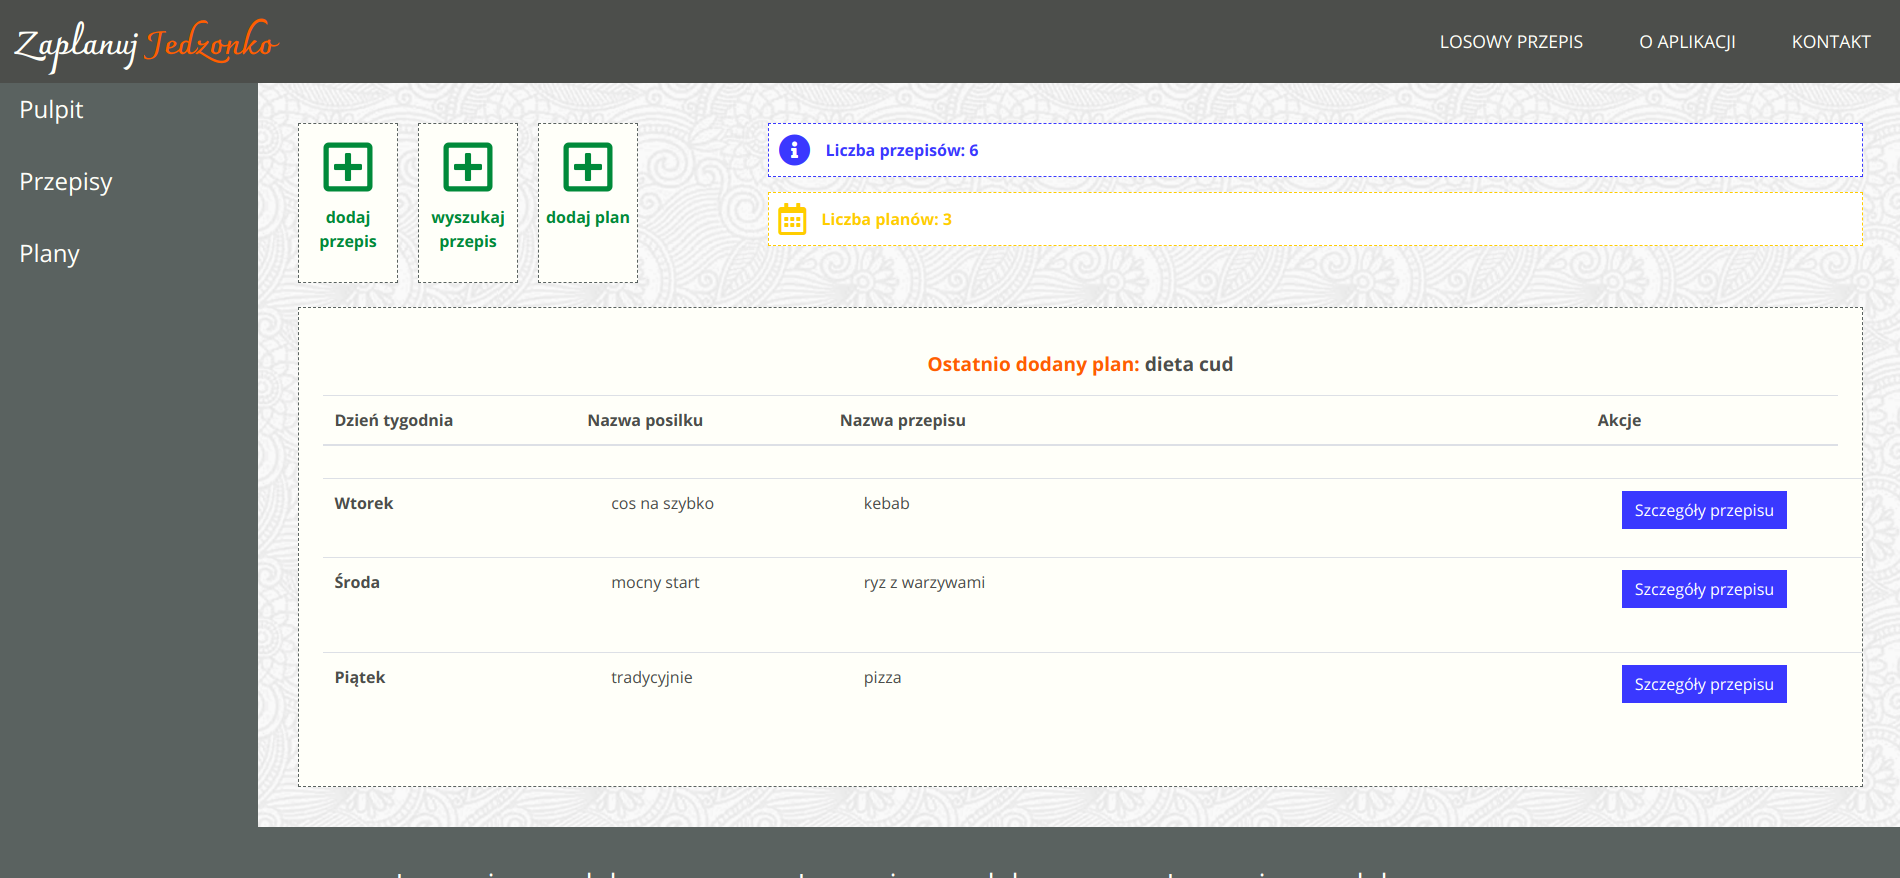 Zaplanuj Jedzonko
LOSOWY PRZEPIS
O APLIKACJI
KONTAKT
Pulpit
Przepisy
Plany
dodaj
przepis
wyszukaj
przepis
dodaj plan
Liczba przepisów: 6
Liczba planów: 3
Ostatnio dodany plan: dieta cud
Dzień tygodnia Nazwa posilku Nazwa przepisu Akcje
Wtorek cos na szybko kebab Szczegóły przepisu
Środa mocny start ryz z warzywami Szczegóły przepisu
Piątek tradycyjnie pizza Szczegóły przepisu